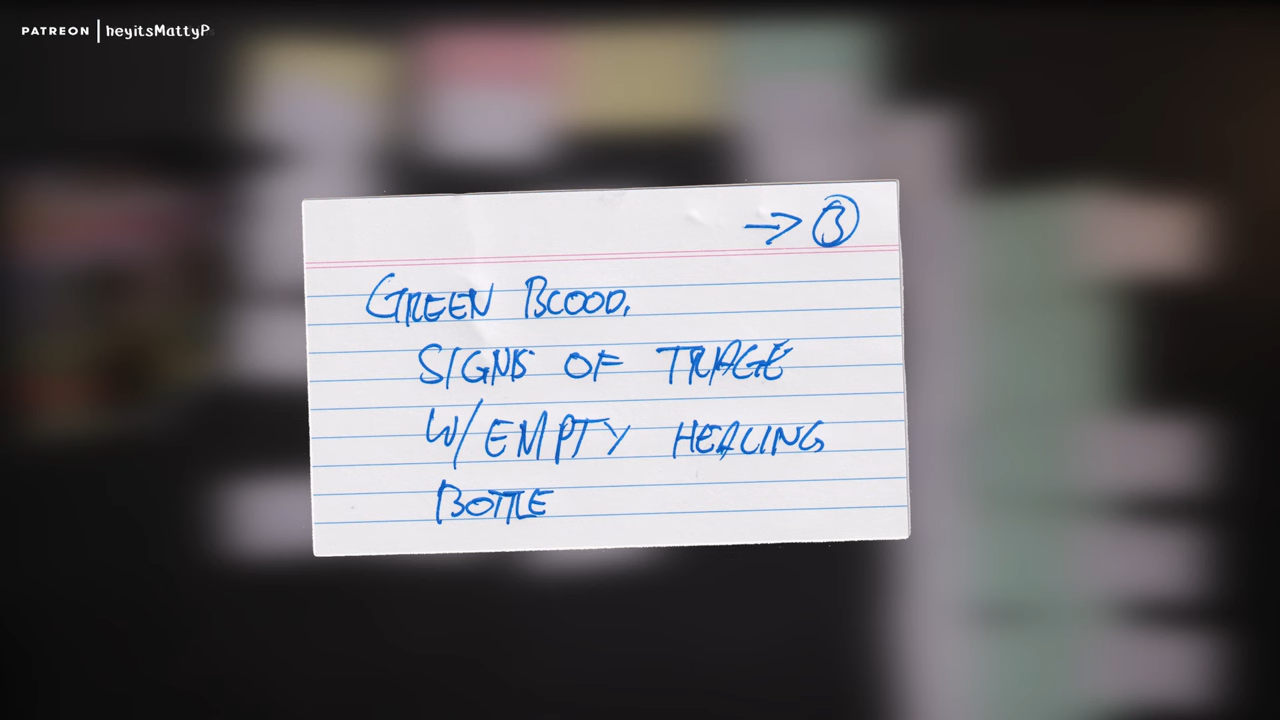 PATREON | heyitsMattyP
→ 3
GREEN BLOOD.
SIGNS OF TRIAGE
W/ EMPTY HEALING
BOTTLE